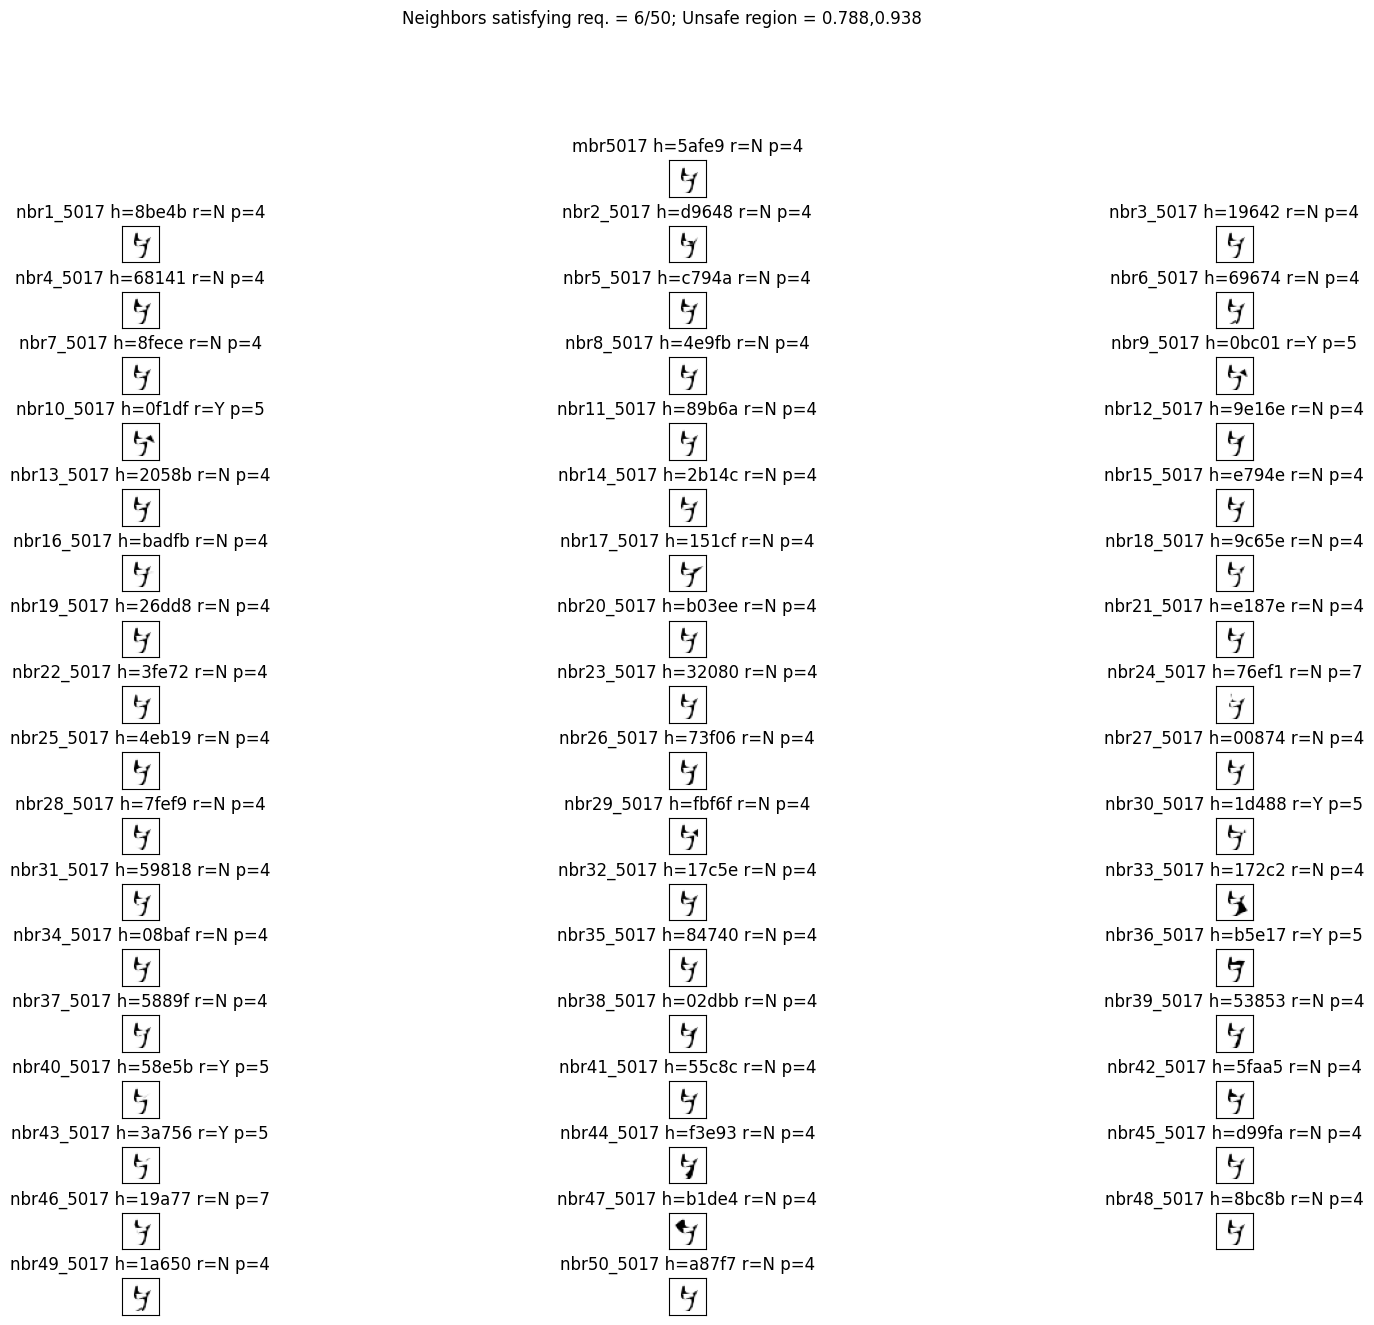 Neighbors satisfying req. = 6/50; Unsafe region = 0.788,0.938
mbr5017 h=5afe9 r=N p=4
nbr1_5017 h=8be4b r=N p=4 nbr2_5017 h=d9648 r=N p=4 nbr3_5017 h=19642 r=N p=4
nbr4_5017 h=68141 r=N p=4 nbr5_5017 h=c794a r=N p=4 nbr6_5017 h=69674 r=N p=4
nbr7_5017 h=8fece r=N p=4 nbr8_5017 h=4e9fb r=N p=4 nbr9_5017 h=0bc01 r=Y p=5
nbr10_5017 h=0f1df r=Y p=5 nbr11_5017 h=89b6a r=N p=4 nbr12_5017 h=9e16e r=N p=4
nbr13_5017 h=2058b r=N p=4 nbr14_5017 h=2b14c r=N p=4 nbr15_5017 h=e794e r=N p=4
nbr16_5017 h=badfb r=N p=4 nbr17_5017 h=151cf r=N p=4 nbr18_5017 h=9c65e r=N p=4
nbr19_5017 h=26dd8 r=N p=4 nbr20_5017 h=b03ee r=N p=4 nbr21_5017 h=e187e r=N p=4
nbr22_5017 h=3fe72 r=N p=4 nbr23_5017 h=32080 r=N p=4 nbr24_5017 h=76ef1 r=N p=7
nbr25_5017 h=4eb19 r=N p=4 nbr26_5017 h=73f06 r=N p=4 nbr27_5017 h=00874 r=N p=4
nbr28_5017 h=7fef9 r=N p=4 nbr29_5017 h=fbf6f r=N p=4 nbr30_5017 h=1d488 r=Y p=5
nbr31_5017 h=59818 r=N p=4 nbr32_5017 h=17c5e r=N p=4 nbr33_5017 h=172c2 r=N p=4
nbr34_5017 h=08baf r=N p=4 nbr35_5017 h=84740 r=N p=4 nbr36_5017 h=b5e17 r=Y p=5
nbr37_5017 h=5889f r=N p=4 nbr38_5017 h=02dbb r=N p=4 nbr39_5017 h=53853 r=N p=4
nbr40_5017 h=58e5b r=Y p=5 nbr41_5017 h=55c8c r=N p=4 nbr42_5017 h=5faa5 r=N p=4
nbr43_5017 h=3a756 r=Y p=5 nbr44_5017 h=f3e93 r=N p=4 nbr45_5017 h=d99fa r=N p=4
nbr46_5017 h=19a77 r=N p=7 nbr47_5017 h=b1de4 r=N p=4 nbr48_5017 h=8bc8b r=N p=4
nbr49_5017 h=1a650 r=N p=4 nbr50_5017 h=a87f7 r=N p=4